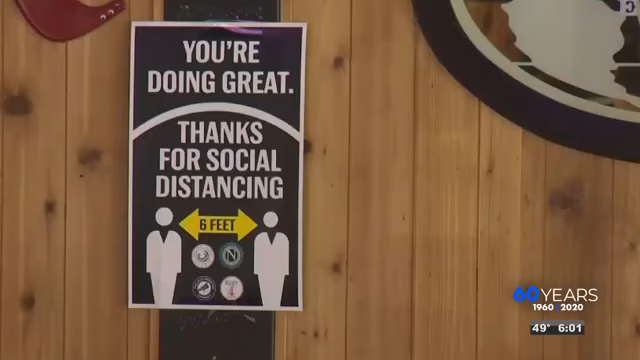 YOU'RE
DOING GREAT.
THANKS
FOR SOCIAL
DISTANCING
6 FEET
N
60 YEARS
1960 2020
49° 6:01